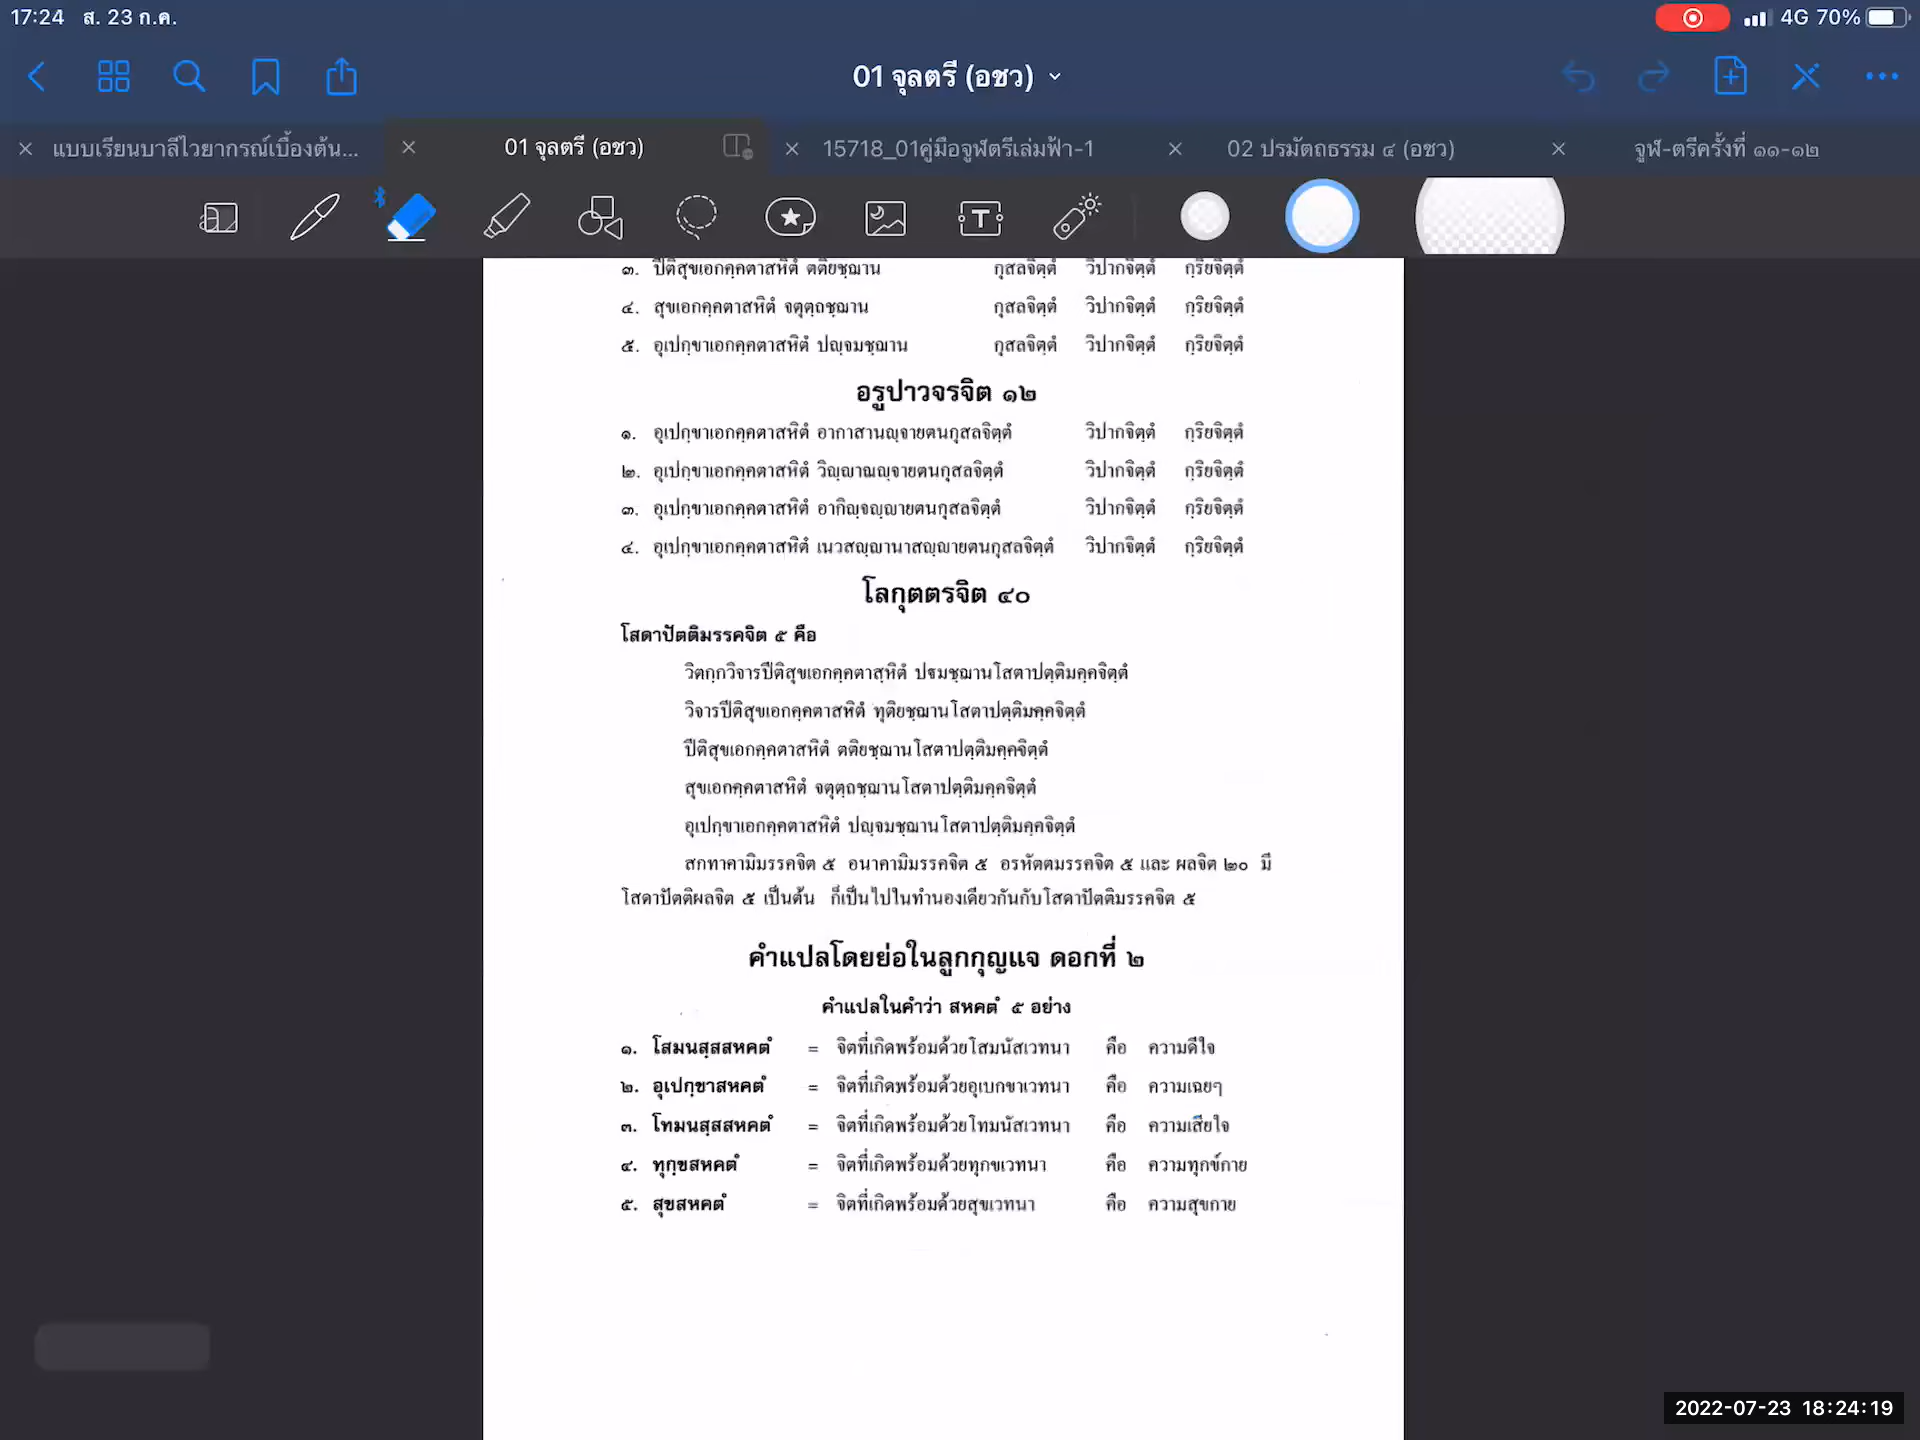 17:24 ส. 23 ก.ค.
4G 70%
01 จุลตรี (อชว)
แบบเรียนบาลีไวยากรณ์เบื้องต้น...
01 จุลตรี (อชว)
15718_01คู่มือจูฬตรีเล่มฟ้า-1
02 ปรมัตถธรรม ๔ (อชว)
จูฬ-ตรีครั้งที่ ๑๑-๑๒
๓. ปีติสุขเอกคฺคตาสหิตํ ตติยชฺฌาน กุสลจิตฺตํ วิปากจิตฺตํ กฺริยจิตฺตํ
๔. สุขเอกคฺคตาสหิตํ จตุตฺถชฺฌาน กุสลจิตฺตํ วิปากจิตฺตํ กฺริยจิตฺตํ
๕. อุเปกฺขาเอกคฺคตาสหิตํ ปญฺจมชฺฌาน กุสลจิตฺตํ วิปากจิตฺตํ กฺริยจิตฺตํ
อรูปาวจรจิต ๑๒
๑. อุเปกฺขาเอกคฺคตาสหิตํ อากาสานญฺจายตนกุสลจิตฺตํ วิปากจิตฺตํ กฺริยจิตฺตํ
๒. อุเปกฺขาเอกคฺคตาสหิตํ วิญฺญาณญฺจายตนกุสลจิตฺตํ วิปากจิตฺตํ กฺริยจิตฺตํ
๓. อุเปกฺขาเอกคฺคตาสหิตํ อากิญฺจญฺญายตนกุสลจิตฺตํ วิปากจิตฺตํ กฺริยจิตฺตํ
๔. อุเปกฺขาเอกคฺคตาสหิตํ เนวสญฺญานาสญฺญายตนกุสลจิตฺตํ วิปากจิตฺตํ กฺริยจิตฺตํ
โลกุตตรจิต ๔๐
โสดาปัตติมรรคจิต ๕ คือ
วิตกฺกวิจารปีติสุขเอกคฺคตาสหิตํ ปฐมชฺฌานโสตาปตฺติมคฺคจิตฺตํ
วิจารปีติสุขเอกคฺคตาสหิตํ ทุติยชฺฌานโสตาปตฺติมคฺคจิตฺตํ
ปีติสุขเอกคฺคตาสหิตํ ตติยชฺฌานโสตาปตฺติมคฺคจิตฺตํ
สุขเอกคฺคตาสหิตํ จตุตฺถชฺฌานโสตาปตฺติมคฺคจิตฺตํ
อุเปกฺขาเอกคฺคตาสหิตํ ปญฺจมชฺฌานโสตาปตฺติมคฺคจิตฺตํ
สกทาคามิมรรคจิต ๕ อนาคามิมรรคจิต ๕ อรหัตตมรรคจิต ๕ และ ผลจิต ๒๐ มี
โสดาปัตติผลจิต ๕ เป็นต้น ก็เป็นไปในทำนองเดียวกันกับโสดาปัตติมรรคจิต ๕
คำแปลโดยย่อในลูกกุญแจ ดอกที่ ๒
คำแปลในคำว่า สหคตํ ๕ อย่าง
๑. โสมนสฺสสหคตํ = จิตที่เกิดพร้อมด้วยโสมนัสเวทนา คือ ความดีใจ
๒. อุเปกฺขาสหคตํ = จิตที่เกิดพร้อมด้วยอุเบกขาเวทนา คือ ความเฉยๆ
๓. โทมนสฺสสหคตํ = จิตที่เกิดพร้อมด้วยโทมนัสเวทนา คือ ความเสียใจ
๔. ทุกฺขสหคตํ = จิตที่เกิดพร้อมด้วยทุกขเวทนา คือ ความทุกข์กาย
๕. สุขสหคตํ = จิตที่เกิดพร้อมด้วยสุขเวทนา คือ ความสุขกาย
2022-07-23 18:24:19